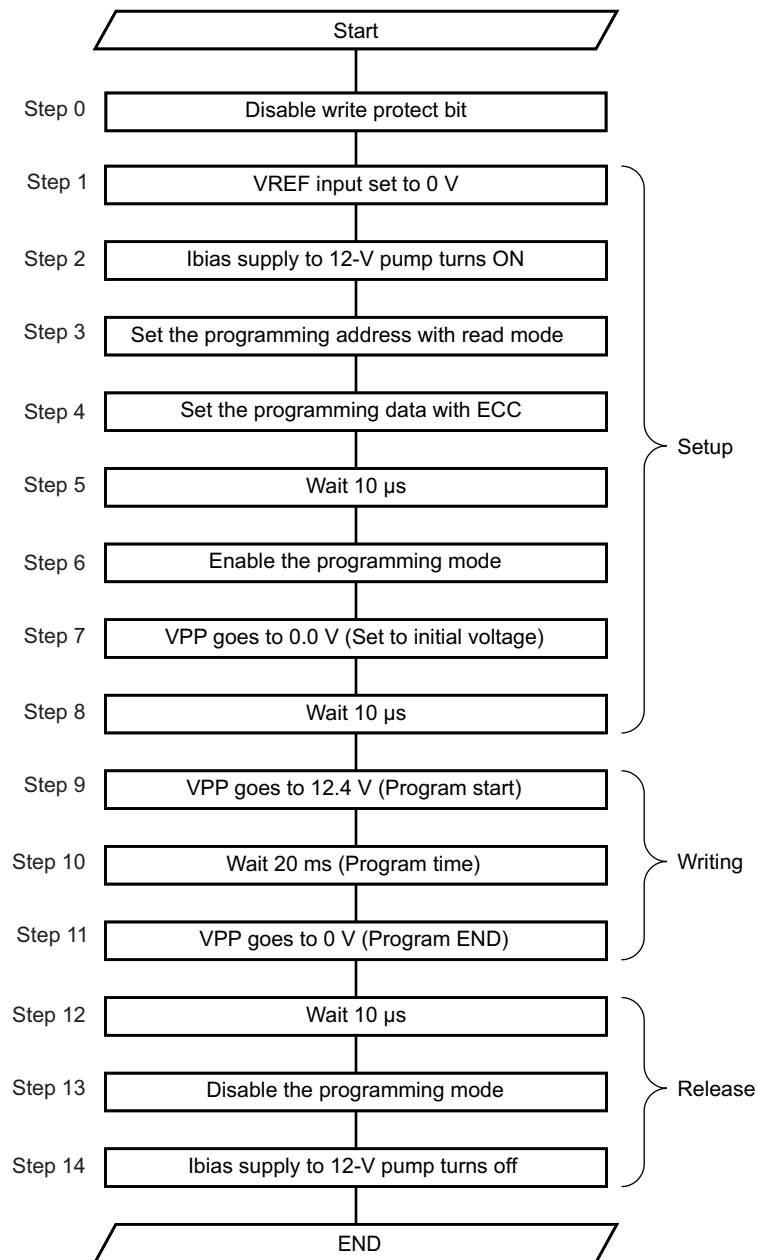 Start
Step 0
Disable write protect bit
Step 1
VREF input set to 0 V
Step 2
Ibias supply to 12-V pump turns ON
Step 3
Set the programming address with read mode
Step 4
Set the programming data with ECC
Setup
Step 5
Wait 10 µs
Step 6
Enable the programming mode
Step 7
VPP goes to 0.0 V (Set to initial voltage)
Step 8
Wait 10 µs
Step 9
VPP goes to 12.4 V (Program start)
Step 10
Wait 20 ms (Program time)
Writing
Step 11
VPP goes to 0 V (Program END)
Step 12
Wait 10 µs
Step 13
Disable the programming mode
Release
Step 14
Ibias supply to 12-V pump turns off
END